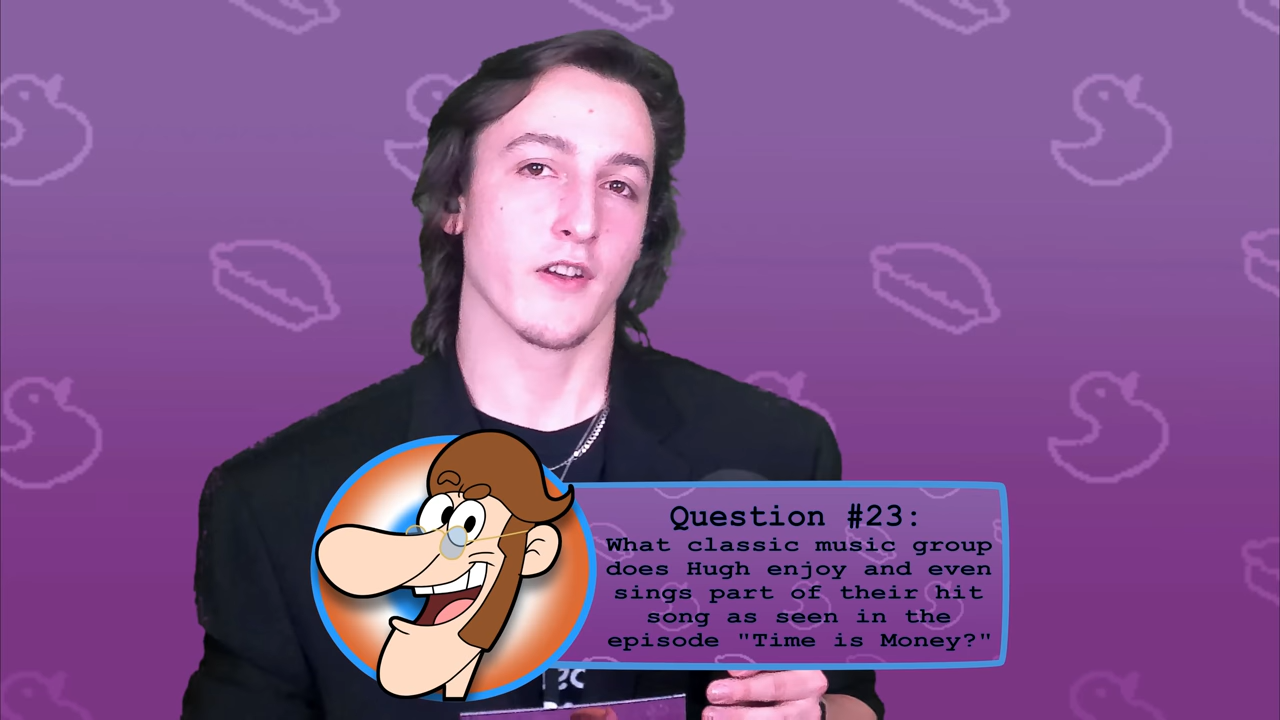 Question #23:
What classic music group
does Hugh enjoy and even
sings part of their hit
song as seen in the
episode "Time is Money?"